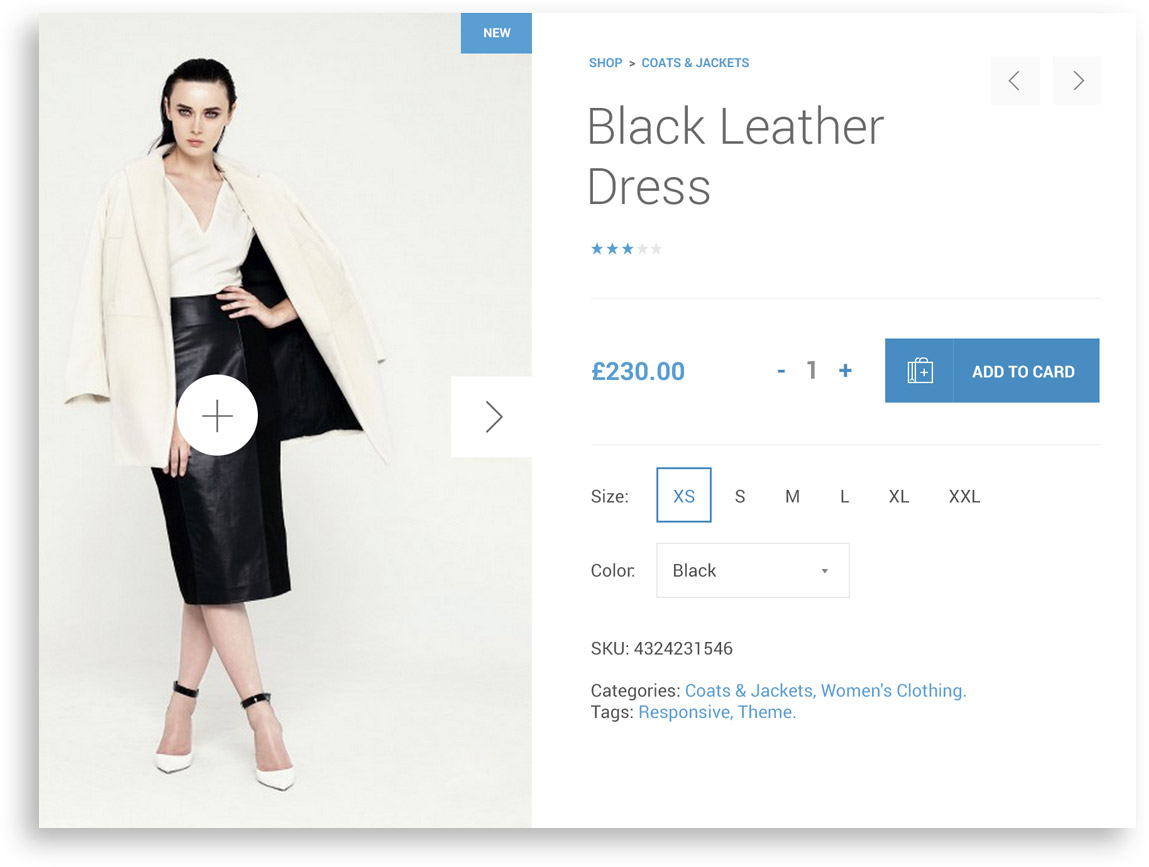 NEW
SHOP > COATS & JACKETS
Black Leather
Dress
£230.00
- 1 +
ADD TO CARD
Size: XS S M L XL XXL
Color: Black
SKU: 4324231546
Categories: Coats & Jackets, Women's Clothing.
Tags: Responsive, Theme.